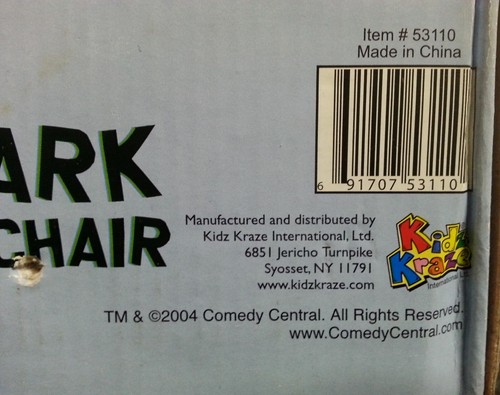 Item # 53110
Made in China
6 91707 53110
ARK
CHAIR
Manufactured and distributed by
Kidz Kraze International, Ltd.
6851 Jericho Turnpike
Syosset, NY 11791
www.kidzkraze.com
Kidz
Kraze
International
TM & ©2004 Comedy Central. All Rights Reserved.
www.ComedyCentral.com